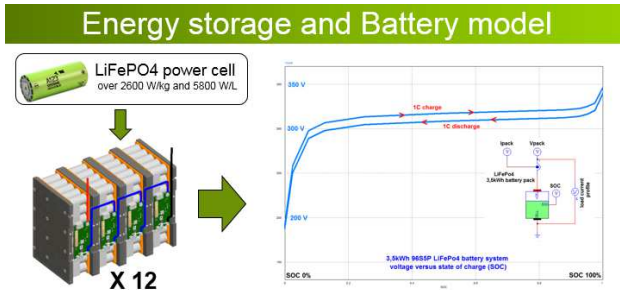 Energy storage and Battery model
LiFePO4 power cell
over 2600 W/kg and 5800 W/L
X 12
350 V
300 V
200 V
1C charge
1C discharge
Ipack
Vpack
LiFePo4
3,5kWh battery pack
SOC
load current
profile
3,5kWh 96S5P LiFePo4 battery system
voltage versus state of charge (SOC)
SOC 0%
SOC 100%